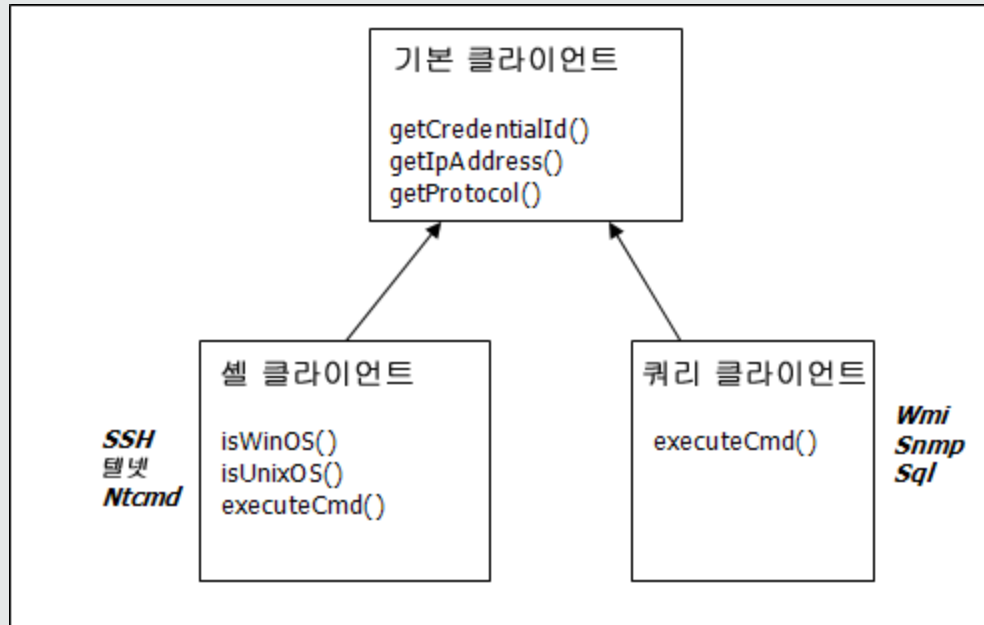 기본 클라이언트
getCredentialId()
getIpAddress()
getProtocol()
셸 클라이언트
isWinOS()
isUnixOS()
executeCmd()
SSH
텔넷
Ntcmd
쿼리 클라이언트
executeCmd()
Wmi
Snmp
Sql